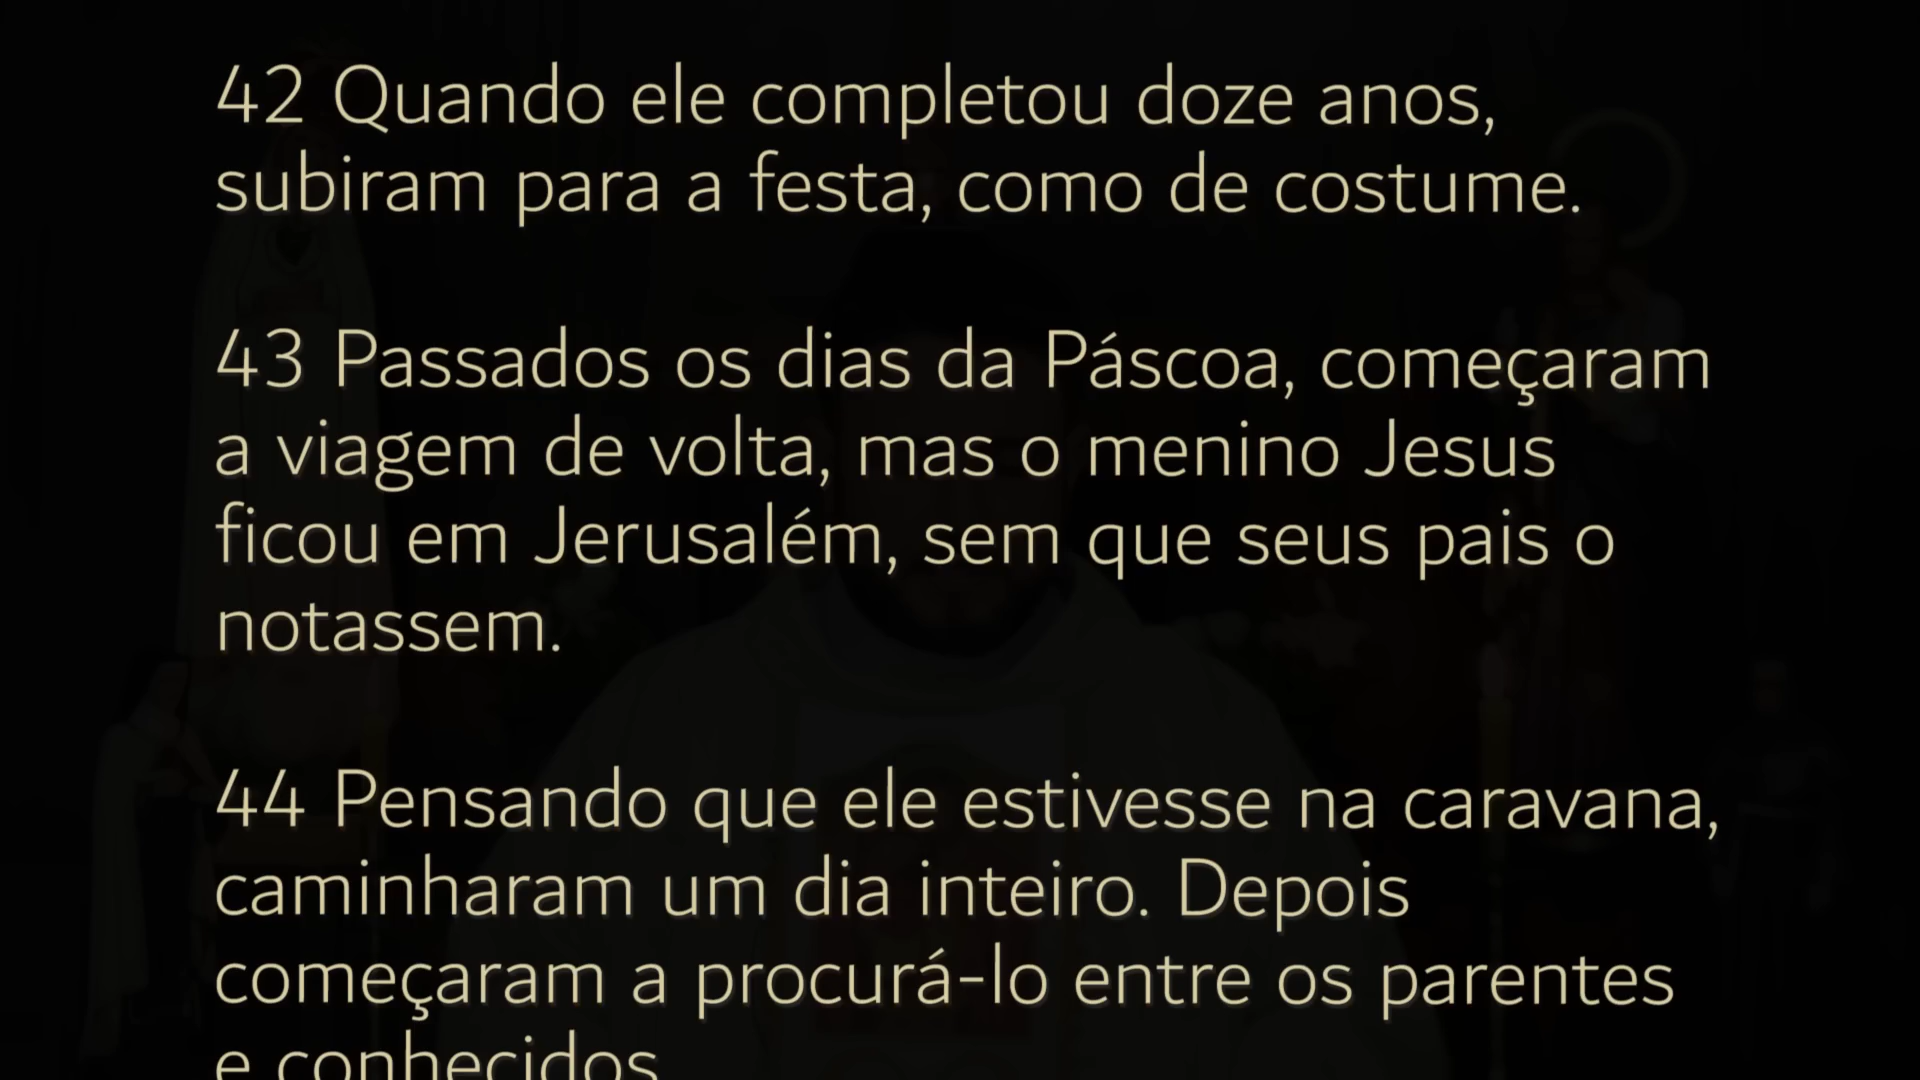 42 Quando ele completou doze anos,
subiram para a festa, como de costume.
43 Passados os dias da Páscoa, começaram
a viagem de volta, mas o menino Jesus
ficou em Jerusalém, sem que seus pais o
notassem.
44 Pensando que ele estivesse na caravana,
caminharam um dia inteiro. Depois
começaram a procurá-lo entre os parentes
e conhecidos